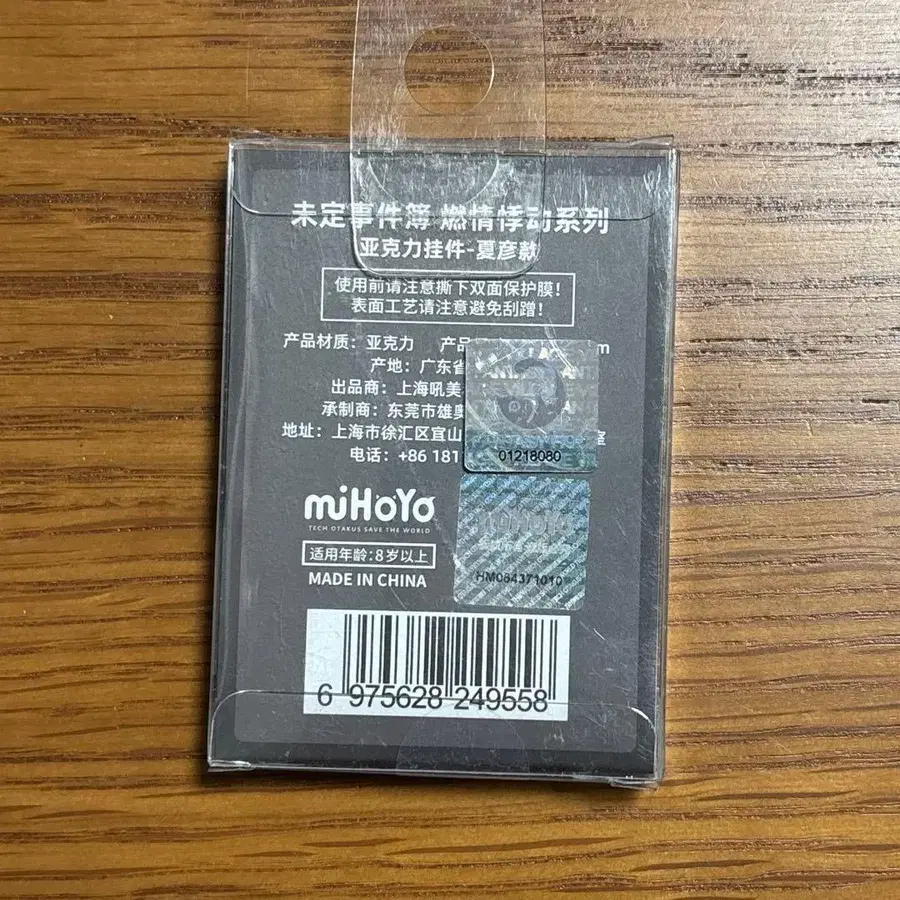 未定事件簿 燃情悸动系列
亚克力挂件-夏彦款
使用前请注意撕下双面保护膜！
表面工艺请注意避免刮蹭！
产品材质：亚克力 产品
产地：广东省
出品商：上海吼美
承制商：东莞市雄奥
地址：上海市徐汇区宜山
电话：+86 181
01218080
HM084371010
miHoYo
TECH OTAKUS SAVE THE WORLD
适用年龄：8岁以上
MADE IN CHINA
6 975628 249558